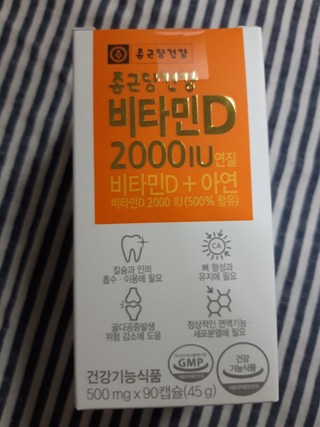 종근당건강
종근당건강
비타민D
2000IU 연질
비타민D + 아연
비타민D 2000 IU (500% 함유)
칼슘과 인의
흡수·이용에 필요
CA
뼈 형성과
유지에 필요
골다공증발생
위험 감소에 도움
정상적인 면역기능·
세포분열에 필요
건강기능식품
500 mg x 90캡슐(45 g)
GMP
건강
기능식품